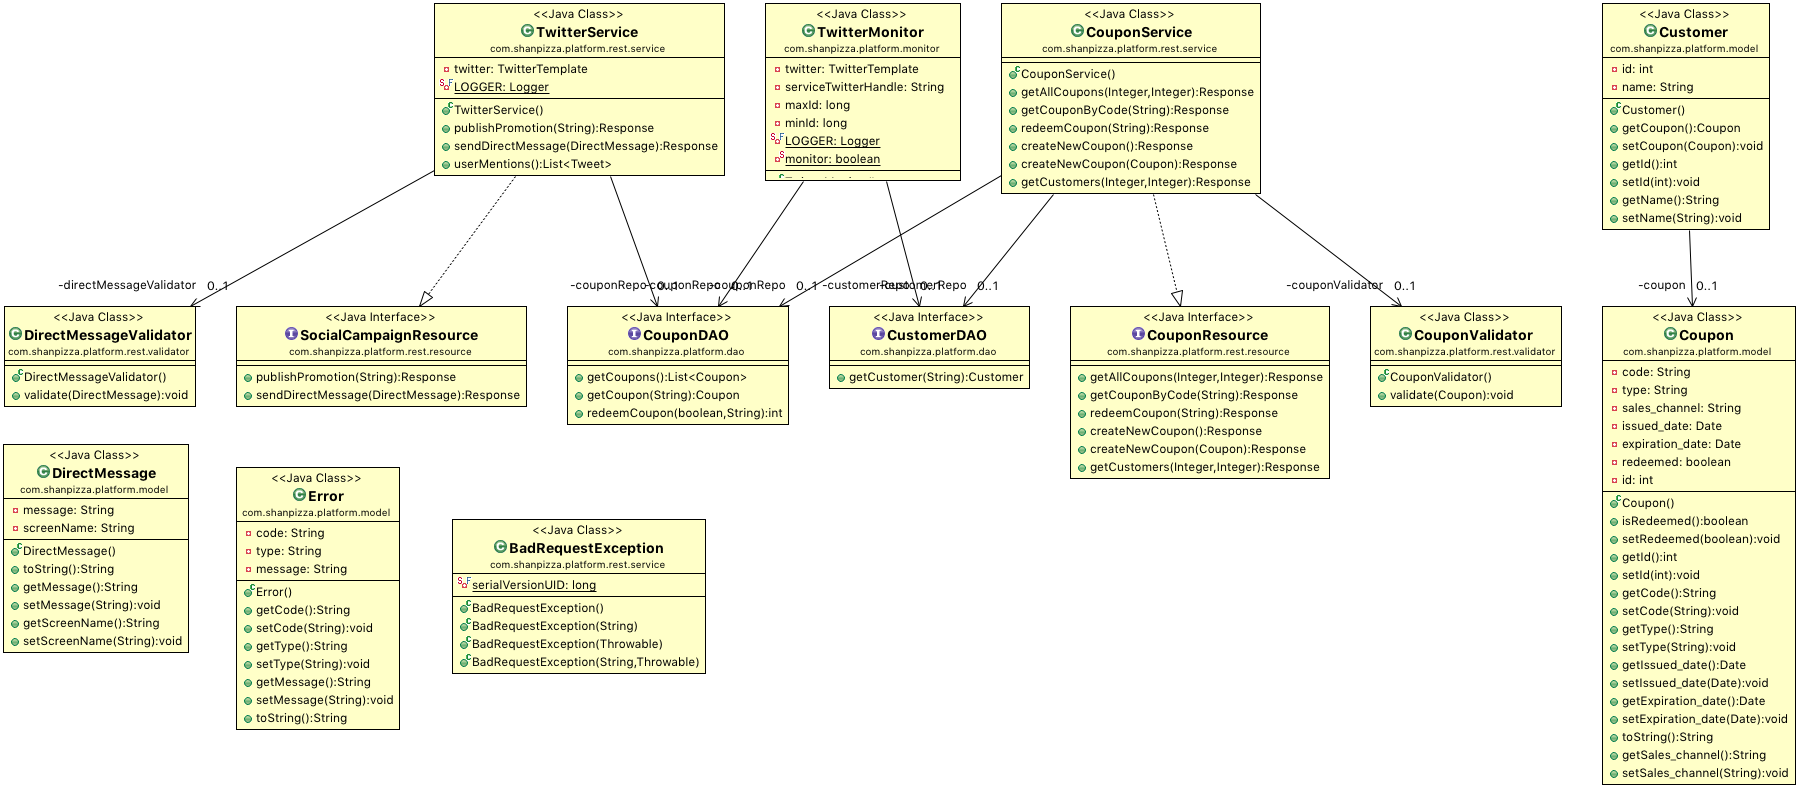 <<Java Class>>
TwitterService
com.shanpizza.platform.rest.service
twitter: TwitterTemplate
LOGGER: Logger
TwitterService()
publishPromotion(String):Response
sendDirectMessage(DirectMessage):Response
userMentions():List<Tweet>
<<Java Class>>
TwitterMonitor
com.shanpizza.platform.monitor
twitter: TwitterTemplate
serviceTwitterHandle: String
maxId: long
minId: long
LOGGER: Logger
monitor: boolean
<<Java Class>>
CouponService
com.shanpizza.platform.rest.service
CouponService()
getAllCoupons(Integer,Integer):Response
getCouponByCode(String):Response
redeemCoupon(String):Response
createNewCoupon():Response
createNewCoupon(Coupon):Response
getCustomers(Integer,Integer):Response
<<Java Class>>
Customer
com.shanpizza.platform.model
id: int
name: String
Customer()
getCoupon():Coupon
setCoupon(Coupon):void
getId():int
setId(int):void
getName():String
setName(String):void
-directMessageValidator 0..1
-couponRepo 0..1
-couponRepo 0..1
-couponRepo 0..1
-customerRepo 0..1
-customerRepo 0..1
-couponValidator 0..1
-coupon 0..1
<<Java Class>>
DirectMessageValidator
com.shanpizza.platform.rest.validator
DirectMessageValidator()
validate(DirectMessage):void
<<Java Interface>>
SocialCampaignResource
com.shanpizza.platform.rest.resource
publishPromotion(String):Response
sendDirectMessage(DirectMessage):Response
<<Java Interface>>
CouponDAO
com.shanpizza.platform.dao
getCoupons():List<Coupon>
getCoupon(String):Coupon
redeemCoupon(boolean,String):int
<<Java Interface>>
CustomerDAO
com.shanpizza.platform.dao
getCustomer(String):Customer
<<Java Interface>>
CouponResource
com.shanpizza.platform.rest.resource
getAllCoupons(Integer,Integer):Response
getCouponByCode(String):Response
redeemCoupon(String):Response
createNewCoupon():Response
createNewCoupon(Coupon):Response
getCustomers(Integer,Integer):Response
<<Java Class>>
CouponValidator
com.shanpizza.platform.rest.validator
CouponValidator()
validate(Coupon):void
<<Java Class>>
Coupon
com.shanpizza.platform.model
code: String
type: String
sales_channel: String
issued_date: Date
expiration_date: Date
redeemed: boolean
id: int
Coupon()
isRedeemed():boolean
setRedeemed(boolean):void
getId():int
setId(int):void
getCode():String
setCode(String):void
getType():String
setType(String):void
getIssued_date():Date
setIssued_date(Date):void
getExpiration_date():Date
setExpiration_date(Date):void
toString():String
getSales_channel():String
setSales_channel(String):void
<<Java Class>>
DirectMessage
com.shanpizza.platform.model
message: String
screenName: String
DirectMessage()
toString():String
getMessage():String
setMessage(String):void
getScreenName():String
setScreenName(String):void
<<Java Class>>
Error
com.shanpizza.platform.model
code: String
type: String
message: String
Error()
getCode():String
setCode(String):void
getType():String
setType(String):void
getMessage():String
setMessage(String):void
toString():String
<<Java Class>>
BadRequestException
com.shanpizza.platform.rest.service
serialVersionUID: long
BadRequestException()
BadRequestException(String)
BadRequestException(Throwable)
BadRequestException(String,Throwable)